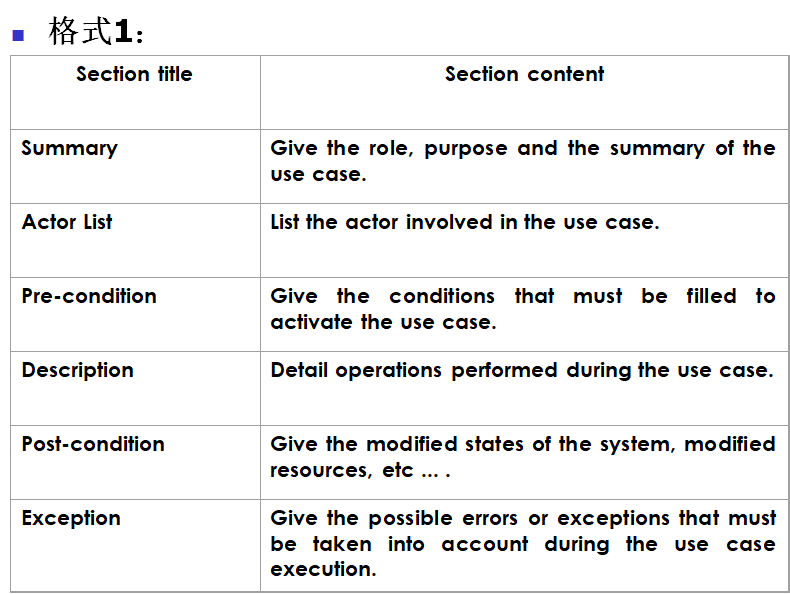 格式1：
Section title
Section content
Summary
Give the role, purpose and the summary of the
use case.
Actor List
List the actor involved in the use case.
Pre-condition
Give the conditions that must be filled to
activate the use case.
Description
Detail operations performed during the use case.
Post-condition
Give the modified states of the system, modified
resources, etc ... .
Exception
Give the possible errors or exceptions that must
be taken into account during the use case
execution.